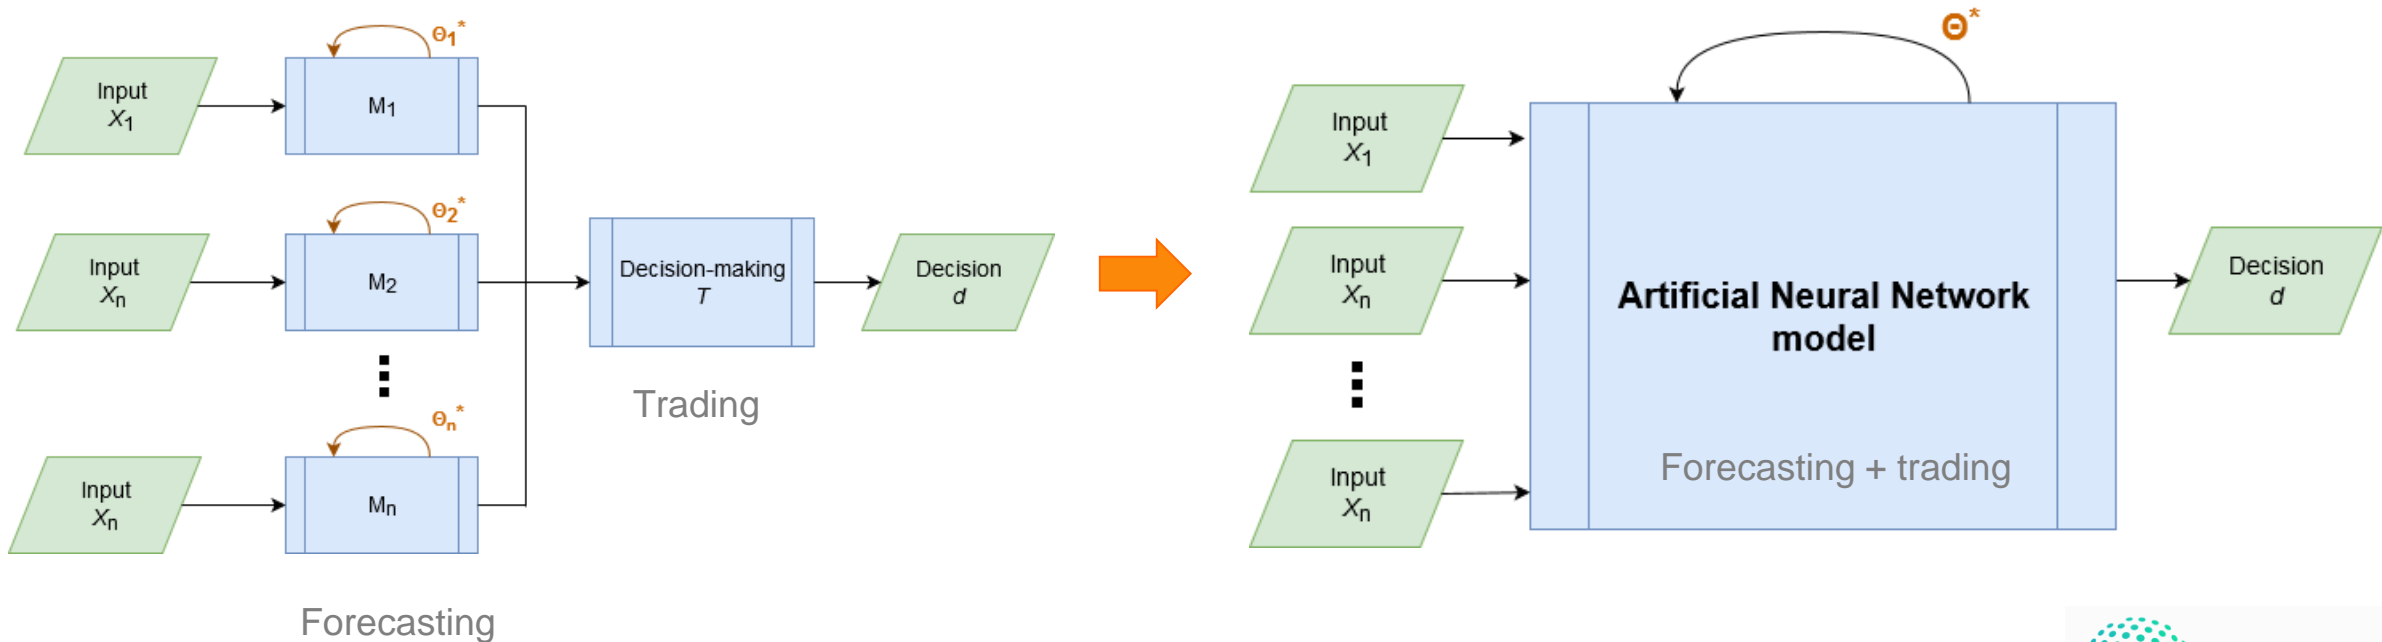 Θ1*
Input
X1
M1
Θ2*
Input
Xn
M2
Decision-making
T
Decision
d
Trading
Θn*
Input
Xn
Mn
Forecasting
Θ*
Input
X1
Input
Xn
Artificial Neural Network
model
Decision
d
Input
Xn
Forecasting + trading